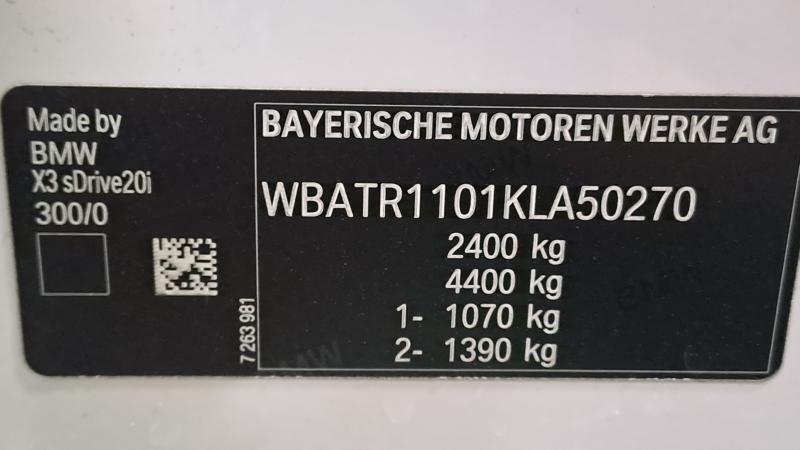 Made by
BMW
X3 sDrive20i
300/0
7 263 981
BAYERISCHE MOTOREN WERKE AG
WBATR1101KLA50270
2400 kg
4400 kg
1- 1070 kg
2- 1390 kg